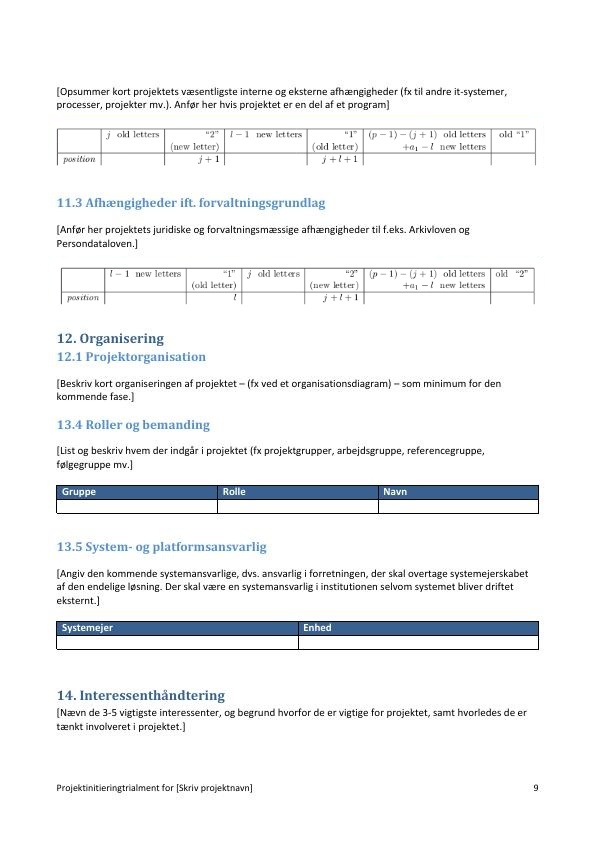 [Opsummer kort projektets væsentligste interne og eksterne afhængigheder (fx til andre it-systemer,
processer, projekter mv.). Anfør her hvis projektet er en del af et program]
j old letters “2” l − 1 new letters “1” (p − 1) − (j + 1) old letters old “1”
(new letter) (old letter) +a₁ − l new letters
position j + 1 j + l + 1
11.3 Afhængigheder ift. forvaltningsgrundlag
[Anfør her projektets juridiske og forvaltningsmæssige afhængigheder til f.eks. Arkivloven og
Persondataloven.]
l − 1 new letters “1” j old letters “2” (p − 1) − (j + 1) old letters old “2”
(old letter) (new letter) +a₁ − l new letters
position l j + l + 1
12. Organisering
12.1 Projektorganisation
[Beskriv kort organiseringen af projektet – (fx ved et organisationsdiagram) – som minimum for den
kommende fase.]
13.4 Roller og bemanding
[List og beskriv hvem der indgår i projektet (fx projektgrupper, arbejdsgruppe, referencegruppe,
følgegruppe mv.]
Gruppe Rolle Navn
13.5 System- og platformsansvarlig
[Angiv den kommende systemansvarlige, dvs. ansvarlig i forretningen, der skal overtage systemejerskabet
af den endelige løsning. Der skal være en systemansvarlig i institutionen selvom systemet bliver driftet
eksternt.]
Systemejer Enhed
14. Interessenthåndtering
[Nævn de 3-5 vigtigste interessenter, og begrund hvorfor de er vigtige for projektet, samt hvorledes de er
tænkt involveret i projektet.]
Projektinitieringtrialment for [Skriv projektnavn] 9